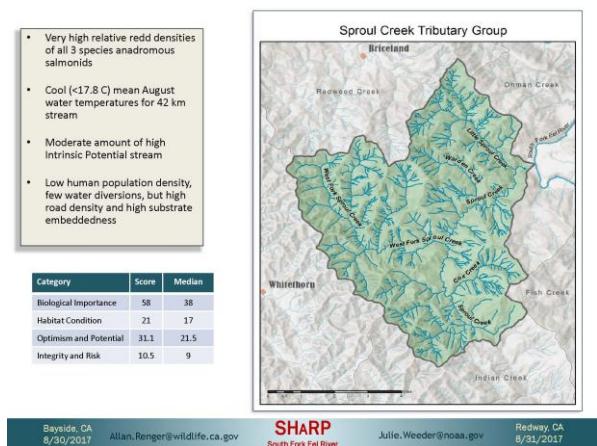 Sproul Creek Tributary Group
• Very high relative redd densities
of all 3 species anadromous
salmonids
• Cool (<17.8 C) mean August
water temperatures for 42 km
stream
• Moderate amount of high
Intrinsic Potential stream
• Low human population density,
few water diversions, but high
road density and high substrate
embeddedness
Category Score Median
Biological Importance 58 38
Habitat Condition 21 17
Optimism and Potential 31.1 21.5
Integrity and Risk 10.5 9
Briceland
Redwood Creek
Ohman Creek
South Fork Eel River
Little Sproul Creek
Warden Creek
Sproul Creek
West Fork Sproul Creek
West Fork Sproul Creek
Cox Creek
Whitethorn
Fish Creek
Sproul Creek
Indian Creek
Bayside, CA
8/30/2017
Allan.Renger@wildlife.ca.gov
SHaRP
South Fork Eel River
Julie.Weeder@noaa.gov
Redway, CA
8/31/2017